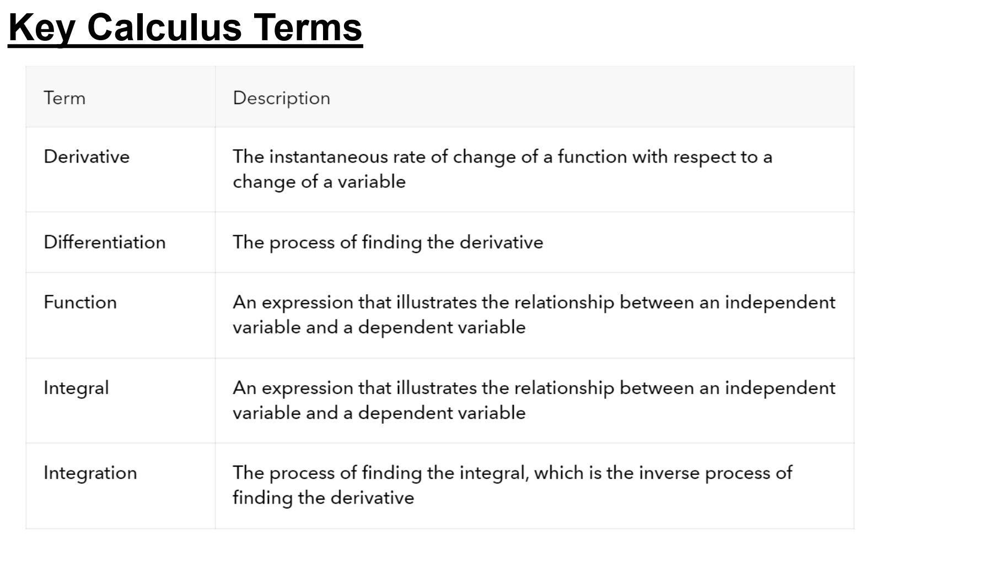 Key Calculus Terms
Term Description
Derivative The instantaneous rate of change of a function with respect to a
change of a variable
Differentiation The process of finding the derivative
Function An expression that illustrates the relationship between an independent
variable and a dependent variable
Integral An expression that illustrates the relationship between an independent
variable and a dependent variable
Integration The process of finding the integral, which is the inverse process of
finding the derivative